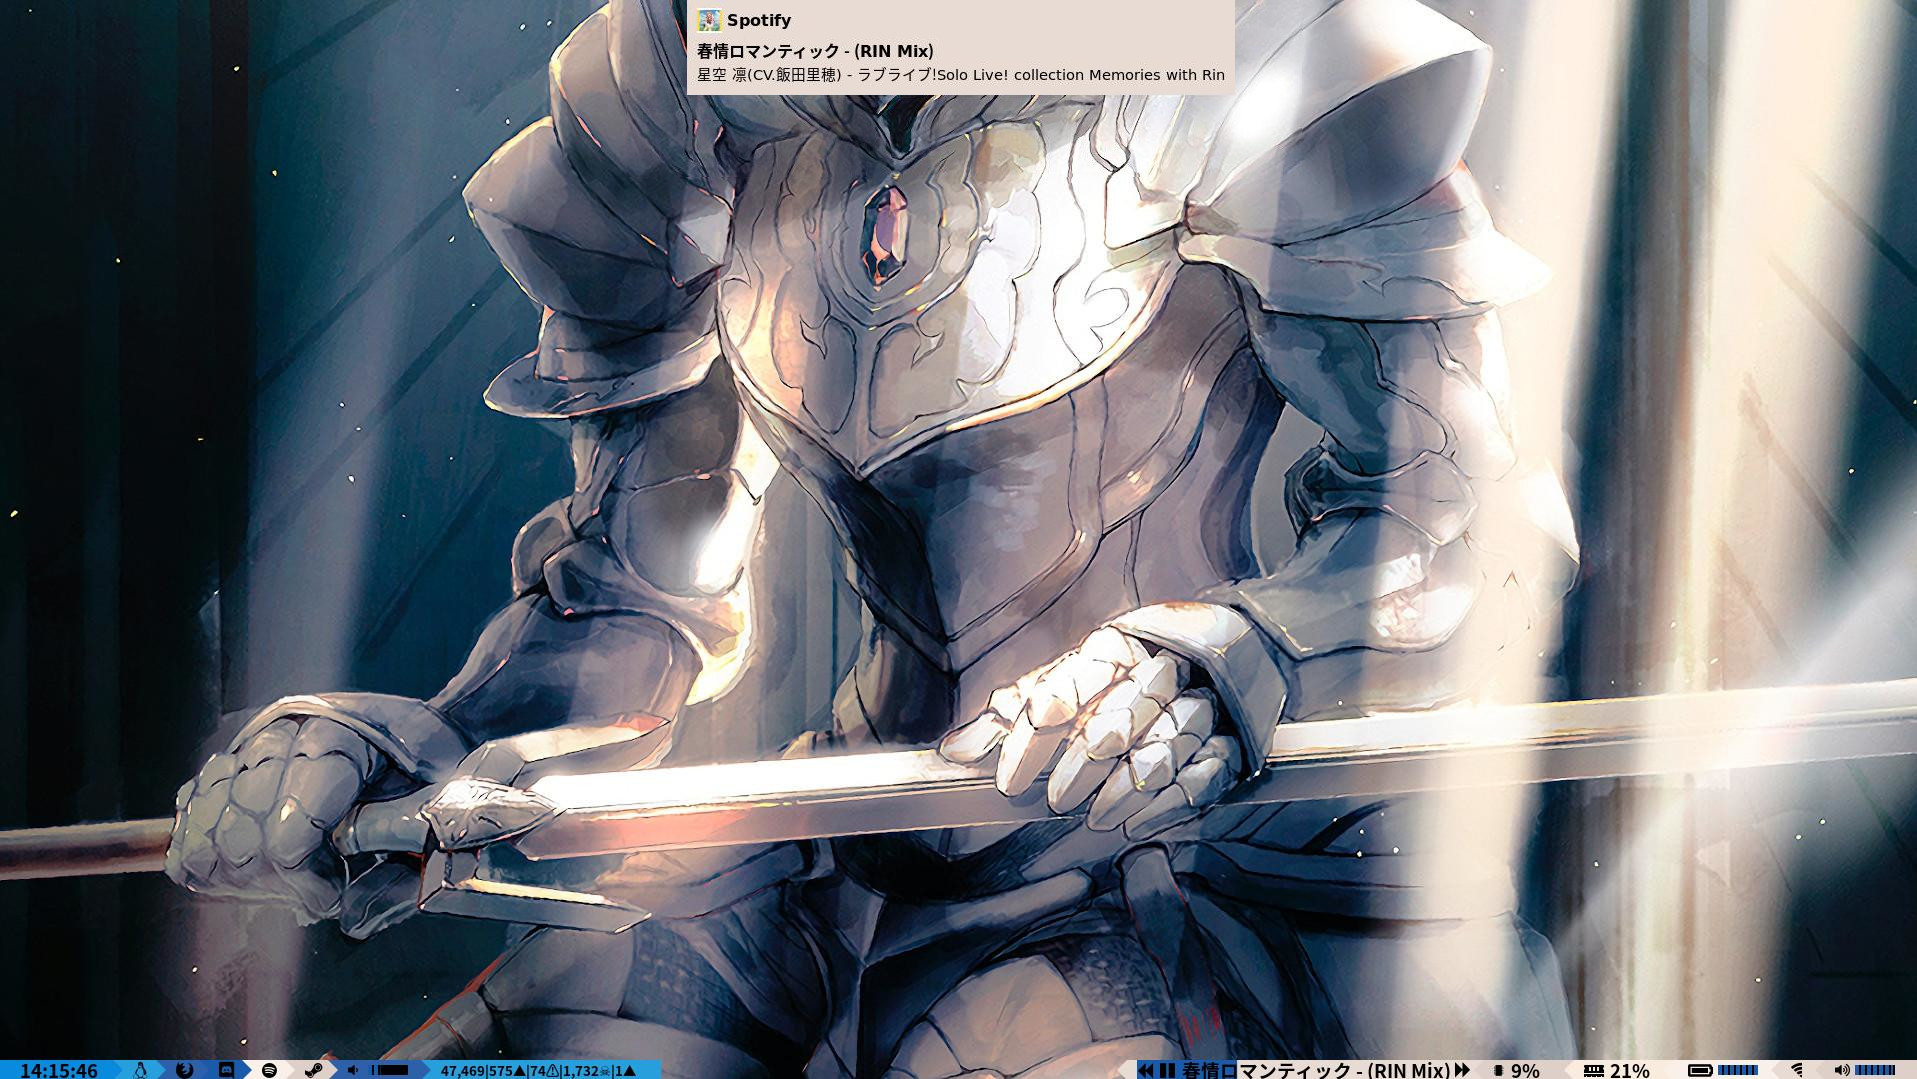 Spotify
春情ロマンティック - (RIN Mix)
星空 凛(CV.飯田里穂) - ラブライブ!Solo Live! collection Memories with Rin
14:15:46
47,469|575▲|74⚠|1,732☠|1▲
春情ロマンティック - (RIN Mix)
9%
21%